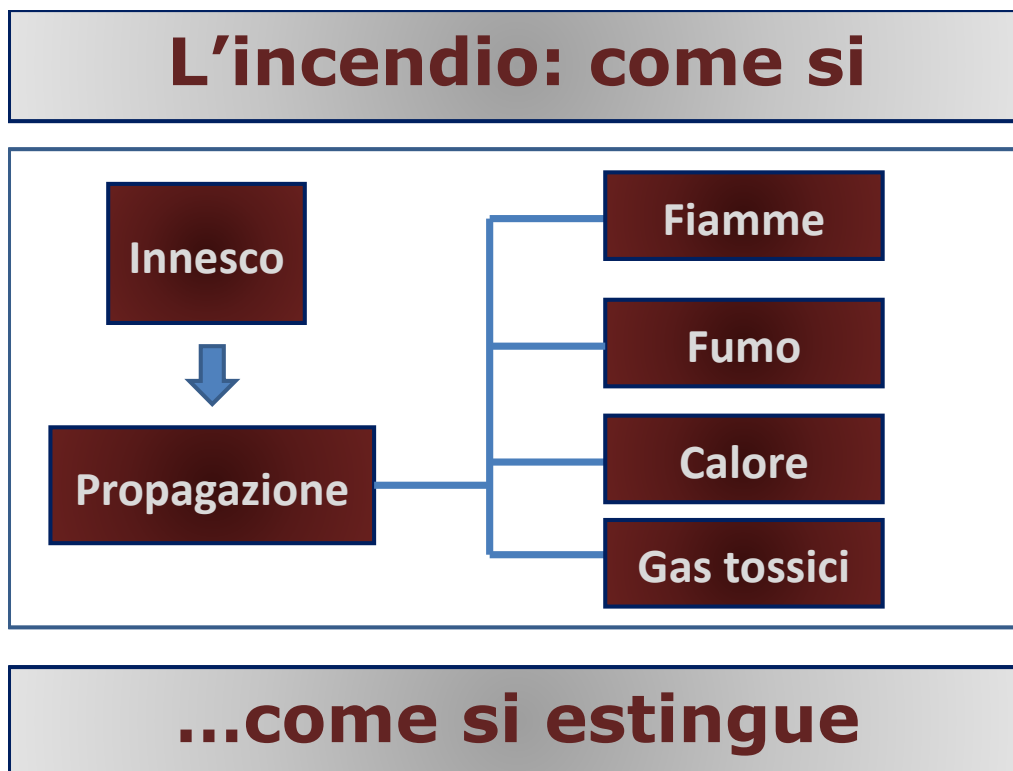 L’incendio: come si
Innesco
Propagazione
Fiamme
Fumo
Calore
Gas tossici
…come si estingue